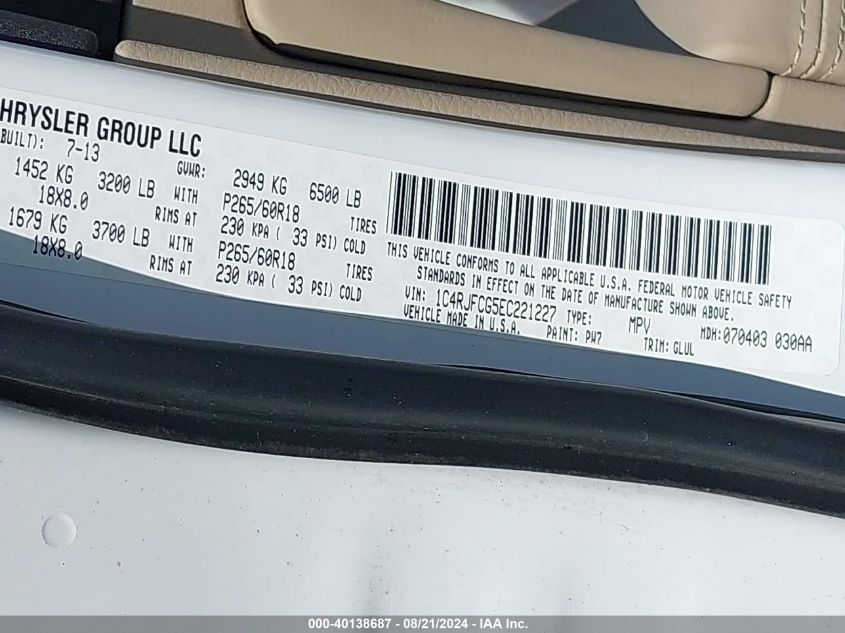 HRYSLER GROUP LLC
BUILT): 7-13 GVWR: 2949 KG 6500 LB
1452 KG 3200 LB WITH P265/60R18 TIRES
18X8.0 RIMS AT 230 KPA ( 33 PSI) COLD
1679 KG 3700 LB WITH P265/60R18 TIRES
18X8.0 RIMS AT 230 KPA ( 33 PSI) COLD
THIS VEHICLE CONFORMS TO ALL APPLICABLE U.S.A. FEDERAL MOTOR VEHICLE SAFETY
STANDARDS IN EFFECT ON THE DATE OF MANUFACTURE SHOWN ABOVE.
VIN: 1C4RJFCG5EC221227 TYPE: MPV MDH:070403 030AA
VEHICLE MADE IN U.S.A. PAINT: PW7 TRIM: GLUL
000-40138687 - 08/21/2024 - IAA Inc.